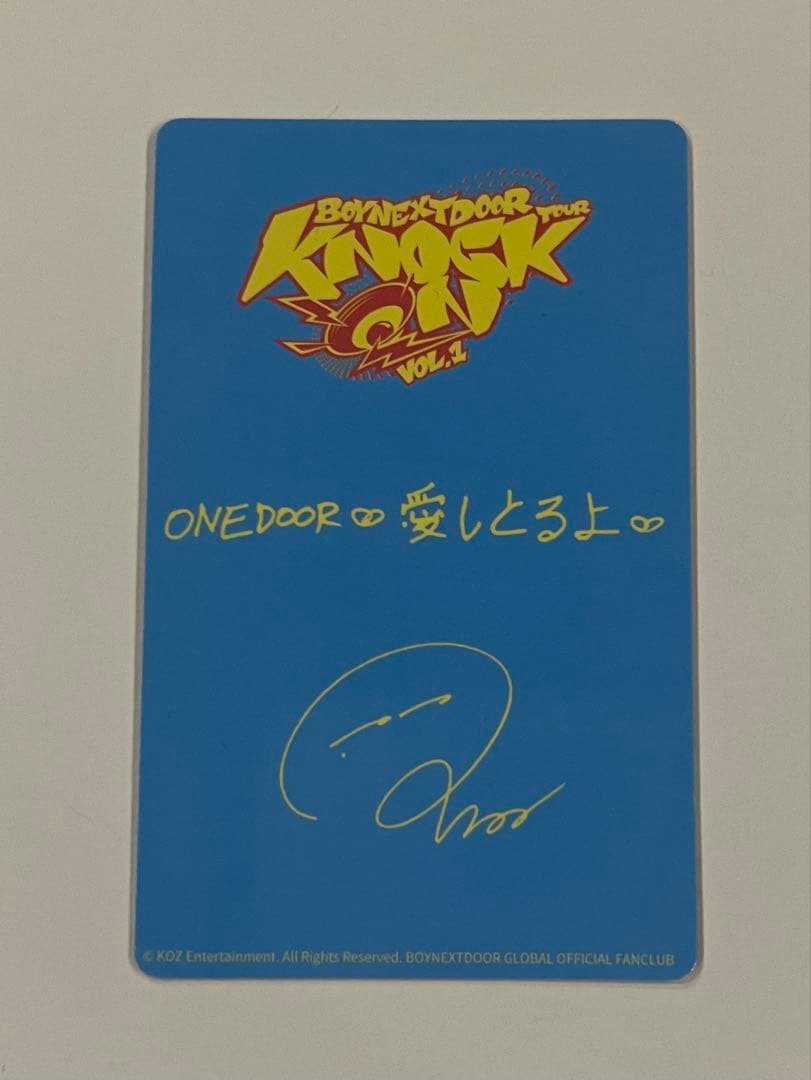 BOYNEXTDOOR TOUR
KNOCK
ON
VOL.1
ONEDOOR♡愛しとるよ♡
© KOZ Entertainment. All Rights Reserved. BOYNEXTDOOR GLOBAL OFFICIAL FANCLUB